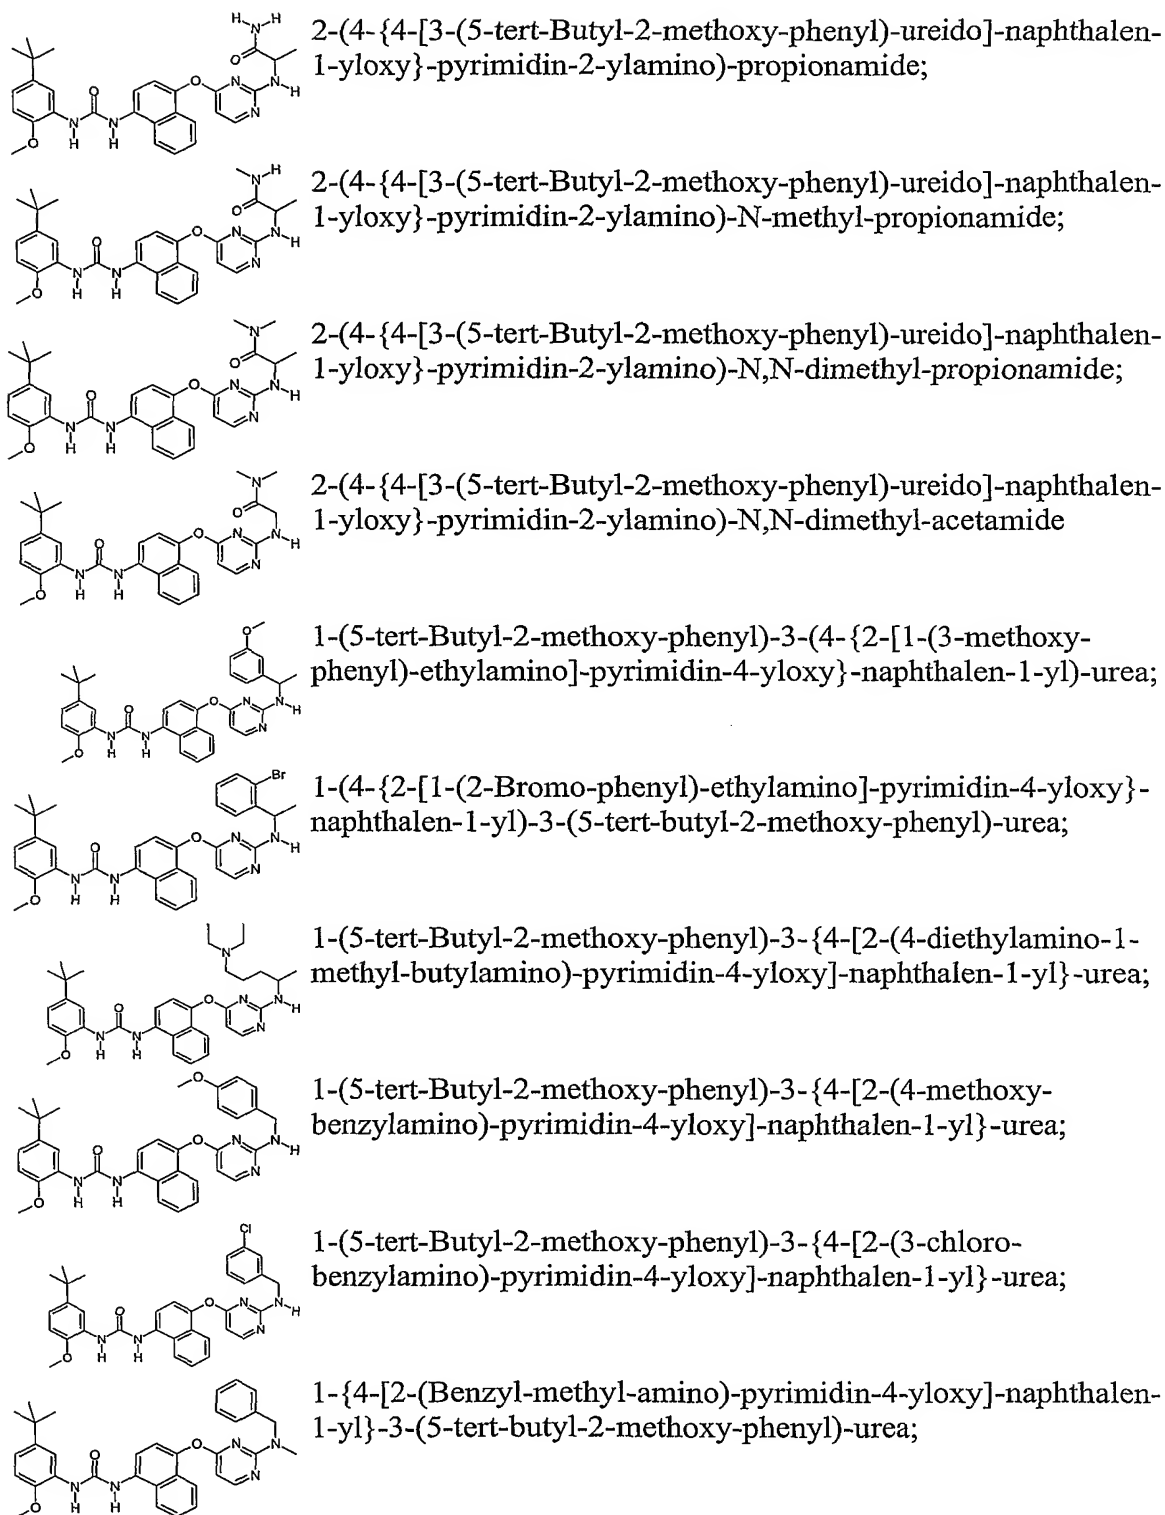 2-(4-{4-[3-(5-tert-Butyl-2-methoxy-phenyl)-ureido]-naphthalen-
1-yloxy}-pyrimidin-2-ylamino)-propionamide;
2-(4-{4-[3-(5-tert-Butyl-2-methoxy-phenyl)-ureido]-naphthalen-
1-yloxy}-pyrimidin-2-ylamino)-N-methyl-propionamide;
2-(4-{4-[3-(5-tert-Butyl-2-methoxy-phenyl)-ureido]-naphthalen-
1-yloxy}-pyrimidin-2-ylamino)-N,N-dimethyl-propionamide;
2-(4-{4-[3-(5-tert-Butyl-2-methoxy-phenyl)-ureido]-naphthalen-
1-yloxy}-pyrimidin-2-ylamino)-N,N-dimethyl-acetamide
1-(5-tert-Butyl-2-methoxy-phenyl)-3-(4-{2-[1-(3-methoxy-
phenyl)-ethylamino]-pyrimidin-4-yloxy}-naphthalen-1-yl)-urea;
1-(4-{2-[1-(2-Bromo-phenyl)-ethylamino]-pyrimidin-4-yloxy}-
naphthalen-1-yl)-3-(5-tert-butyl-2-methoxy-phenyl)-urea;
1-(5-tert-Butyl-2-methoxy-phenyl)-3-{4-[2-(4-diethylamino-1-
methyl-butylamino)-pyrimidin-4-yloxy]-naphthalen-1-yl}-urea;
1-(5-tert-Butyl-2-methoxy-phenyl)-3-{4-[2-(4-methoxy-
benzylamino)-pyrimidin-4-yloxy]-naphthalen-1-yl}-urea;
1-(5-tert-Butyl-2-methoxy-phenyl)-3-{4-[2-(3-chloro-
benzylamino)-pyrimidin-4-yloxy]-naphthalen-1-yl}-urea;
1-{4-[2-(Benzyl-methyl-amino)-pyrimidin-4-yloxy]-naphthalen-
1-yl}-3-(5-tert-butyl-2-methoxy-phenyl)-urea;